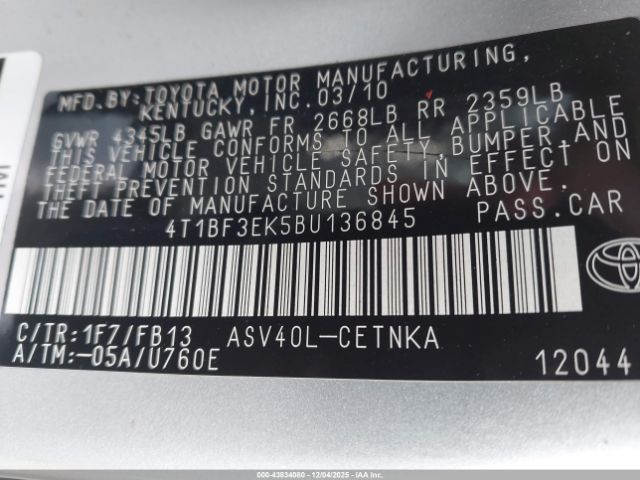 MFD.BY:TOYOTA MOTOR MANUFACTURING,
KENTUCKY,INC.03/10
GVWR 4345LB GAWR FR 2668LB RR 2359LB
THIS VEHICLE CONFORMS TO ALL APPLICABLE
FEDERAL MOTOR VEHICLE SAFETY,BUMPER,AND
THEFT PREVENTION STANDARDS IN EFFECT ON
THE DATE OF MANUFACTURE SHOWN ABOVE.
4T1BF3EK5BU136845 PASS.CAR
C/TR:1F7/FB13 ASV40L-CETNKA
A/TM:-05A/U760E
12044
000-43834080 - 12/04/2025 - IAA Inc.